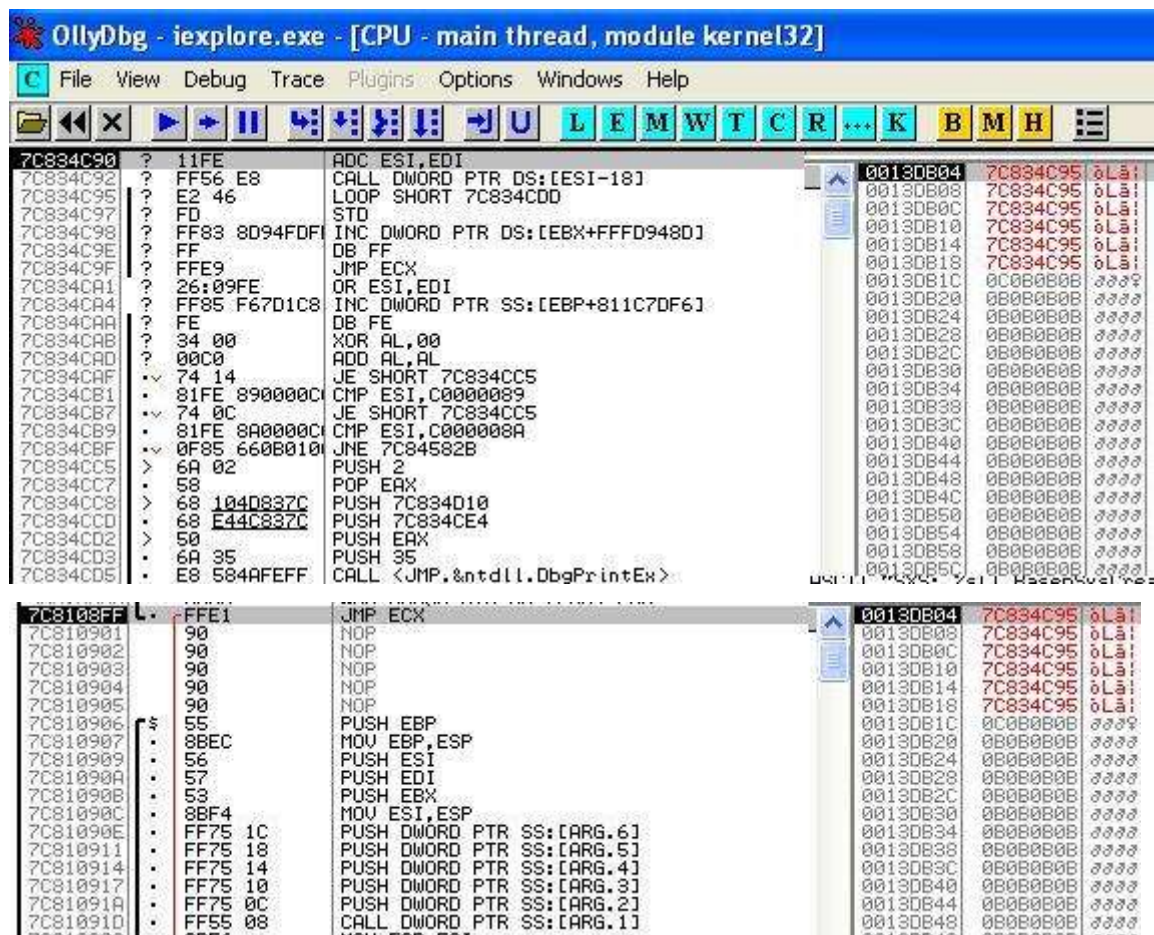 OllyDbg - iexplore.exe - [CPU - main thread, module kernel32]
C File View Debug Trace Plugins Options Windows Help
L E M W T C R ... K B M H
7C834C90 ? 11FE ADC ESI,EDI
7C834C92 ? FF56 E8 CALL DWORD PTR DS:[ESI-18]
7C834C95 ? E2 46 LOOP SHORT 7C834CDD
7C834C97 ? FD STD
7C834C98 ? FF83 8D94FDF INC DWORD PTR DS:[EBX+FFFD948D]
7C834C9E ? FF DB FF
7C834C9F ? FFE9 JMP ECX
7C834CA1 ? 26:09FE OR ESI,EDI
7C834CA4 ? FF85 F67D1C8 INC DWORD PTR SS:[EBP+811C7DF6]
7C834CAA ? FE DB FE
7C834CAB ? 34 00 XOR AL,00
7C834CAD ? 00C0 ADD AL,AL
7C834CAF 74 14 JE SHORT 7C834CC5
7C834CB1 81FE 890000C CMP ESI,C0000089
7C834CB7 74 0C JE SHORT 7C834CC5
7C834CB9 81FE 8A0000C CMP ESI,C000008A
7C834CBF 0F85 660B010 JNE 7C84582B
7C834CC5 > 6A 02 PUSH 2
7C834CC7 58 POP EAX
7C834CC8 > 68 104D837C PUSH 7C834D10
7C834CCD 68 E44C837C PUSH 7C834CE4
7C834CD2 > 50 PUSH EAX
7C834CD3 6A 35 PUSH 35
7C834CD5 E8 584AFEFF CALL <JMP.&ntdll.DbgPrintEx>
0013DB04 7C834C95 òLâ¦
0013DB08 7C834C95 òLâ¦
0013DB0C 7C834C95 òLâ¦
0013DB10 7C834C95 òLâ¦
0013DB14 7C834C95 òLâ¦
0013DB18 7C834C95 òLâ¦
0013DB1C 0C0B0B0B ♂♂♂♀
0013DB20 0B0B0B0B ♂♂♂♂
0013DB24 0B0B0B0B ♂♂♂♂
0013DB28 0B0B0B0B ♂♂♂♂
0013DB2C 0B0B0B0B ♂♂♂♂
0013DB30 0B0B0B0B ♂♂♂♂
0013DB34 0B0B0B0B ♂♂♂♂
0013DB38 0B0B0B0B ♂♂♂♂
0013DB3C 0B0B0B0B ♂♂♂♂
0013DB40 0B0B0B0B ♂♂♂♂
0013DB44 0B0B0B0B ♂♂♂♂
0013DB48 0B0B0B0B ♂♂♂♂
0013DB4C 0B0B0B0B ♂♂♂♂
0013DB50 0B0B0B0B ♂♂♂♂
0013DB54 0B0B0B0B ♂♂♂♂
0013DB58 0B0B0B0B ♂♂♂♂
0013DB5C 0B0B0B0B ♂♂♂♂
7C8108FF FFE1 JMP ECX
7C810901 90 NOP
7C810902 90 NOP
7C810903 90 NOP
7C810904 90 NOP
7C810905 90 NOP
7C810906 $ 55 PUSH EBP
7C810907 8BEC MOV EBP,ESP
7C810909 56 PUSH ESI
7C81090A 57 PUSH EDI
7C81090B 53 PUSH EBX
7C81090C 8BF4 MOV ESI,ESP
7C81090E FF75 1C PUSH DWORD PTR SS:[ARG.6]
7C810911 FF75 18 PUSH DWORD PTR SS:[ARG.5]
7C810914 FF75 14 PUSH DWORD PTR SS:[ARG.4]
7C810917 FF75 10 PUSH DWORD PTR SS:[ARG.3]
7C81091A FF75 0C PUSH DWORD PTR SS:[ARG.2]
7C81091D FF55 08 CALL DWORD PTR SS:[ARG.1]
0013DB04 7C834C95 òLâ¦
0013DB08 7C834C95 òLâ¦
0013DB0C 7C834C95 òLâ¦
0013DB10 7C834C95 òLâ¦
0013DB14 7C834C95 òLâ¦
0013DB18 7C834C95 òLâ¦
0013DB1C 0C0B0B0B ♂♂♂♀
0013DB20 0B0B0B0B ♂♂♂♂
0013DB24 0B0B0B0B ♂♂♂♂
0013DB28 0B0B0B0B ♂♂♂♂
0013DB2C 0B0B0B0B ♂♂♂♂
0013DB30 0B0B0B0B ♂♂♂♂
0013DB34 0B0B0B0B ♂♂♂♂
0013DB38 0B0B0B0B ♂♂♂♂
0013DB3C 0B0B0B0B ♂♂♂♂
0013DB40 0B0B0B0B ♂♂♂♂
0013DB44 0B0B0B0B ♂♂♂♂
0013DB48 0B0B0B0B ♂♂♂♂